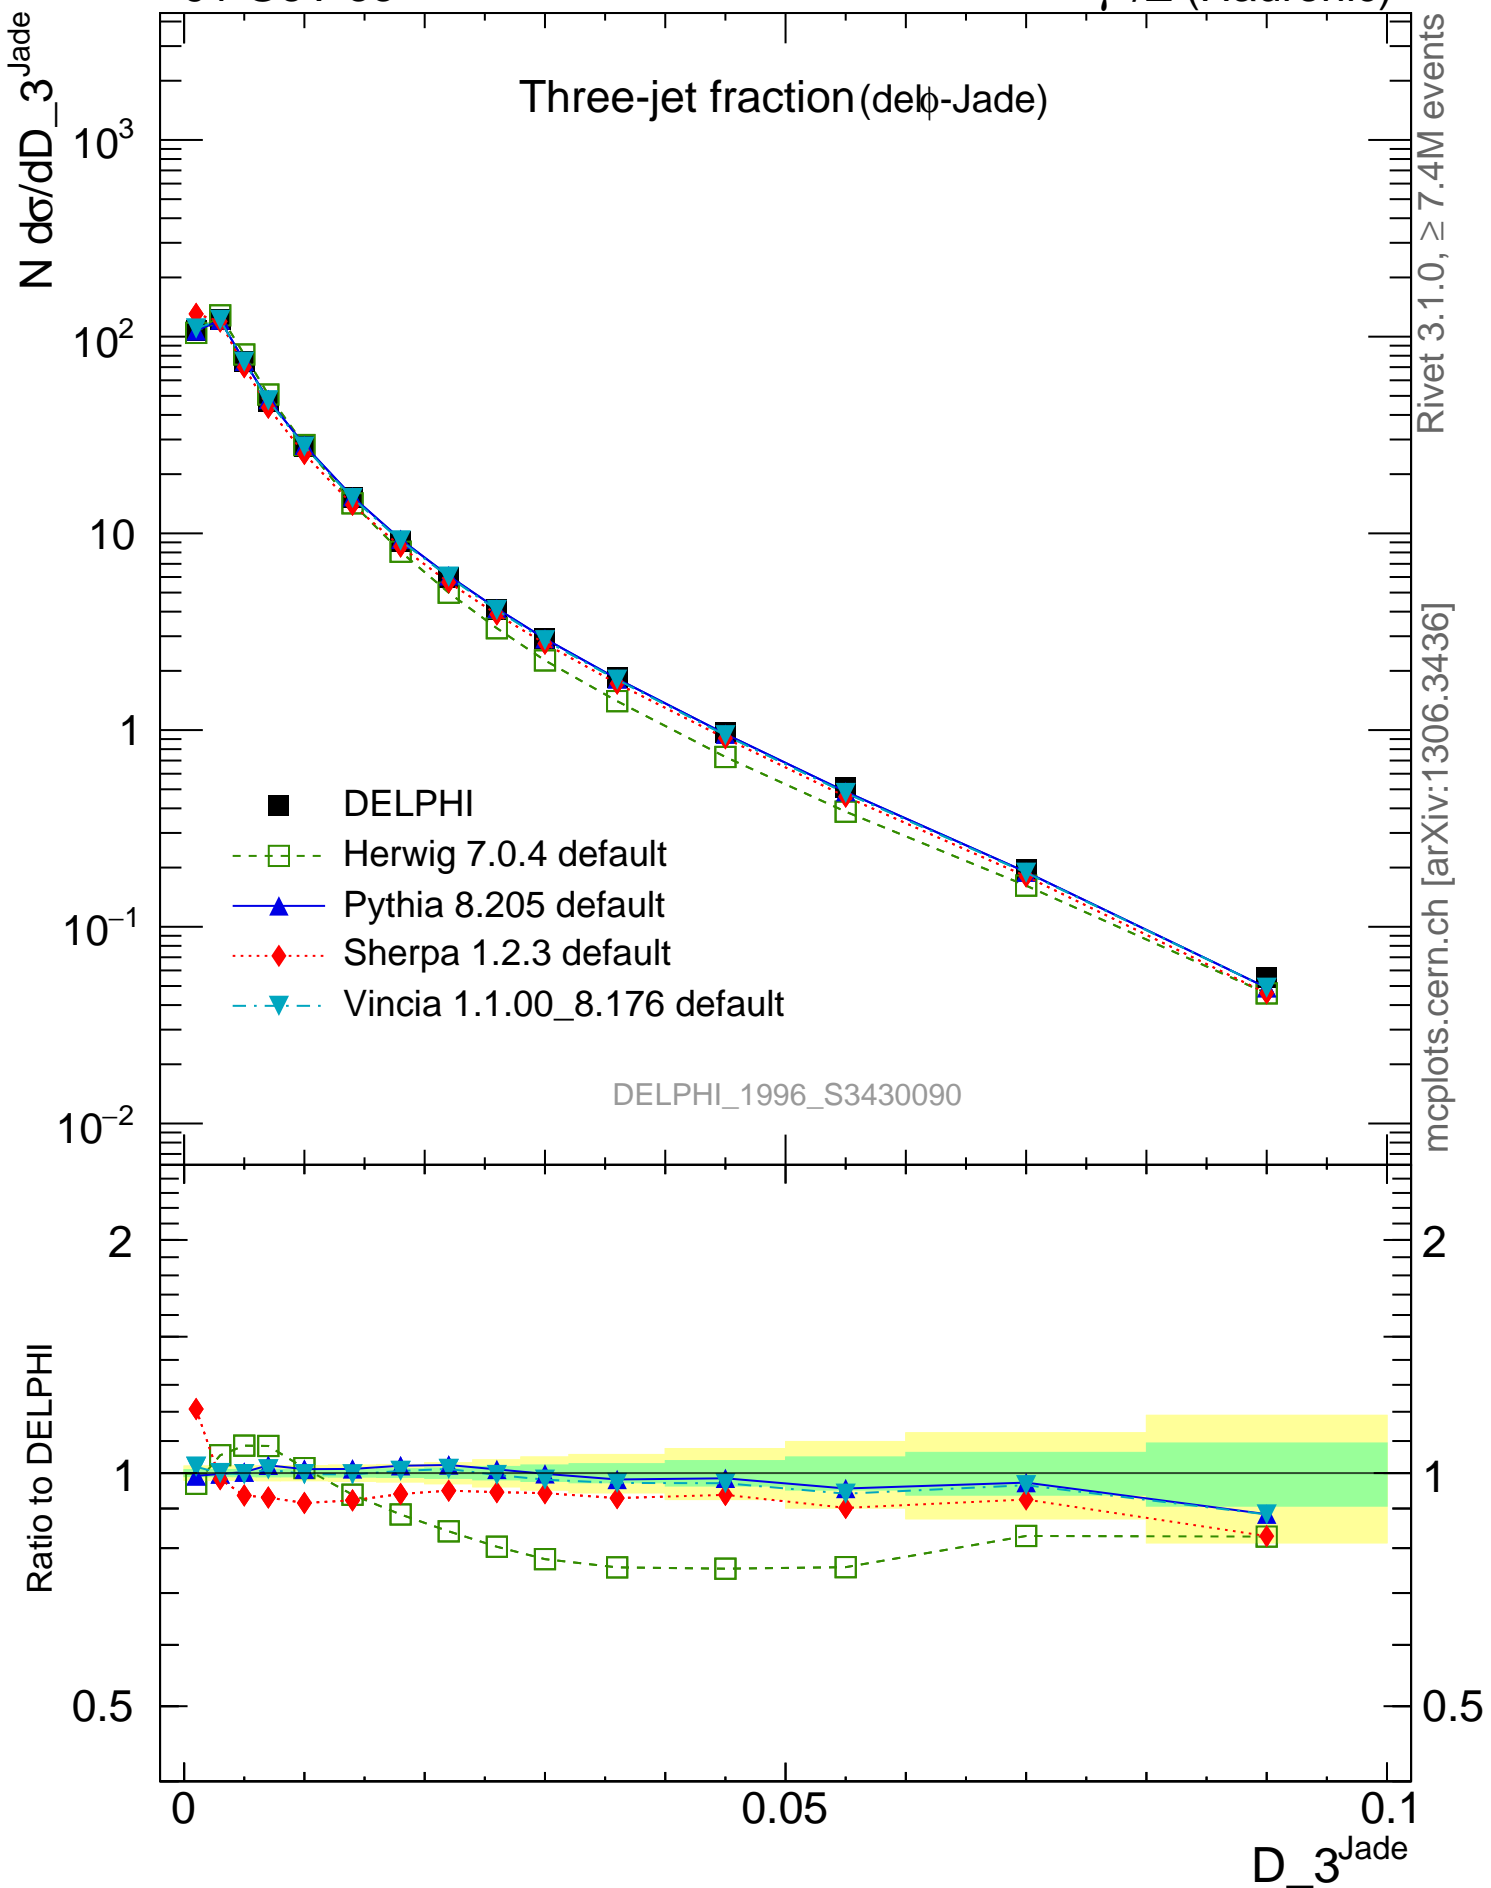 Three-jet fraction (delϕ-Jade)
N dσ/dD_3^Jade
10^3
10^2
10
1
10^−1
10^−2
DELPHI
Herwig 7.0.4 default
Pythia 8.205 default
Sherpa 1.2.3 default
Vincia 1.1.00_8.176 default
DELPHI_1996_S3430090
Rivet 3.1.0, ≥ 7.4M events
mcplots.cern.ch [arXiv:1306.3436]
Ratio to DELPHI
2
1
0.5
2
1
0.5
0
0.05
0.1
D_3^Jade